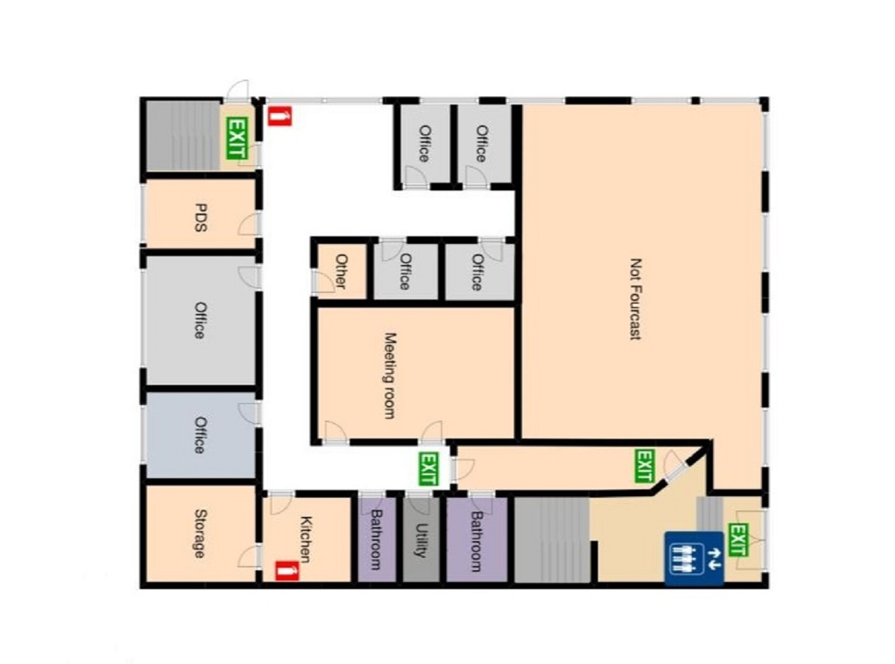 EXIT
Office
Office
PDS
Other
Office
Office
Not Fourcast
Office
Meeting room
Office
EXIT
EXIT
Storage
Kitchen
Bathroom
Utility
Bathroom
EXIT